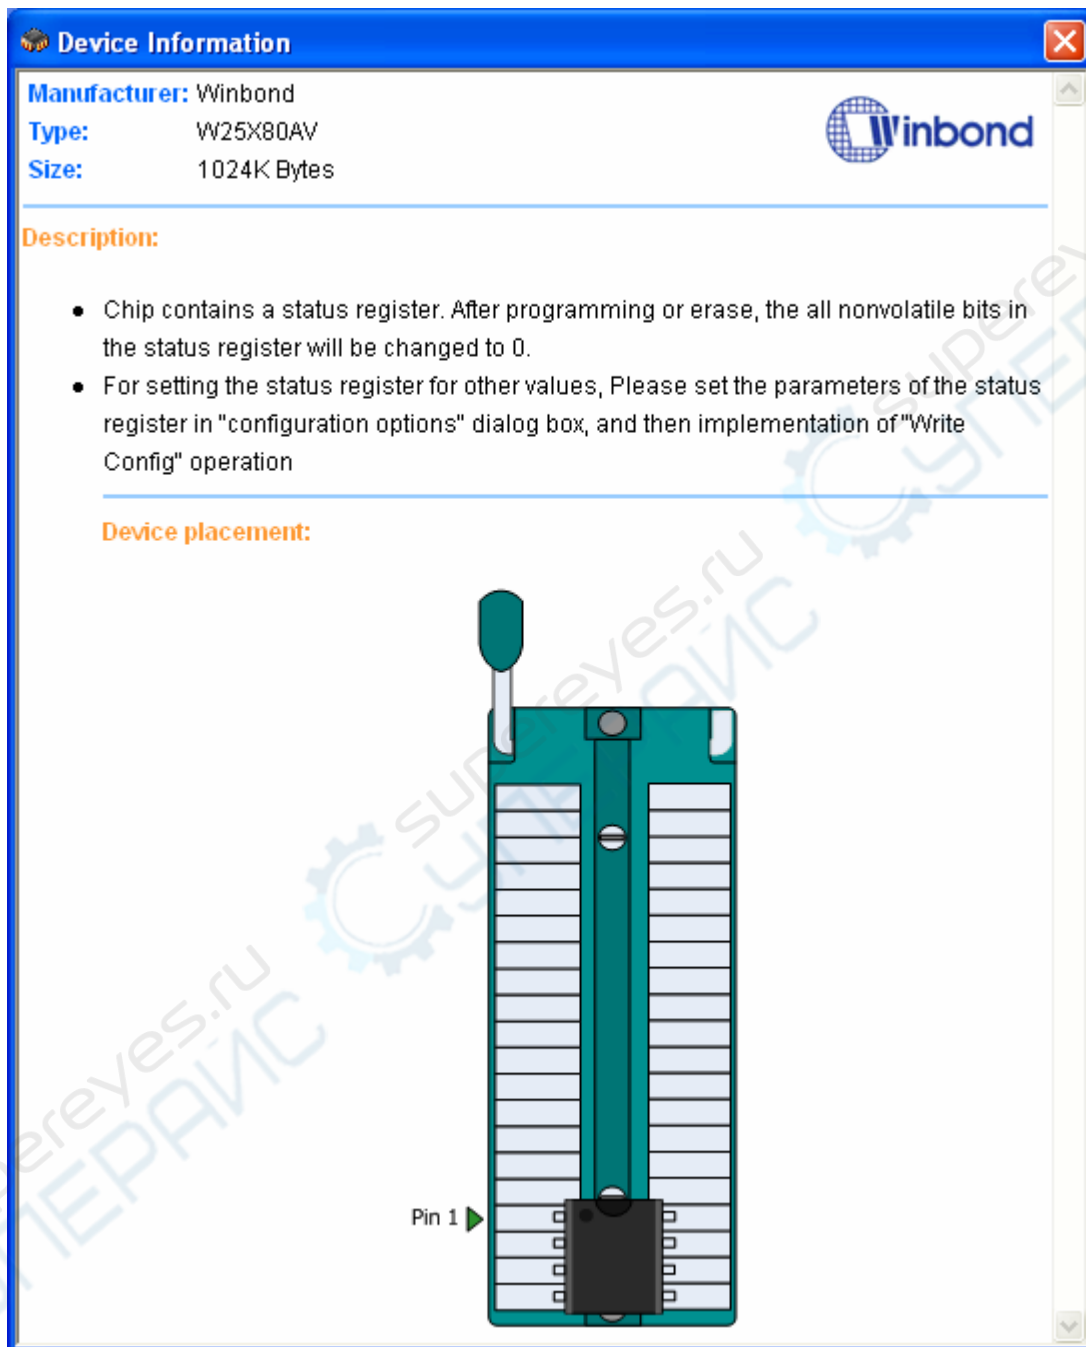 Device Information
Manufacturer: Winbond
Type: W25X80AV
Size: 1024K Bytes
Winbond
Description:
Chip contains a status register. After programming or erase, the all nonvolatile bits in
the status register will be changed to 0.
For setting the status register for other values, Please set the parameters of the status
register in "configuration options" dialog box, and then implementation of "Write
Config" operation
Device placement:
Pin 1
supereyes.ru
СУПЕРАЙС